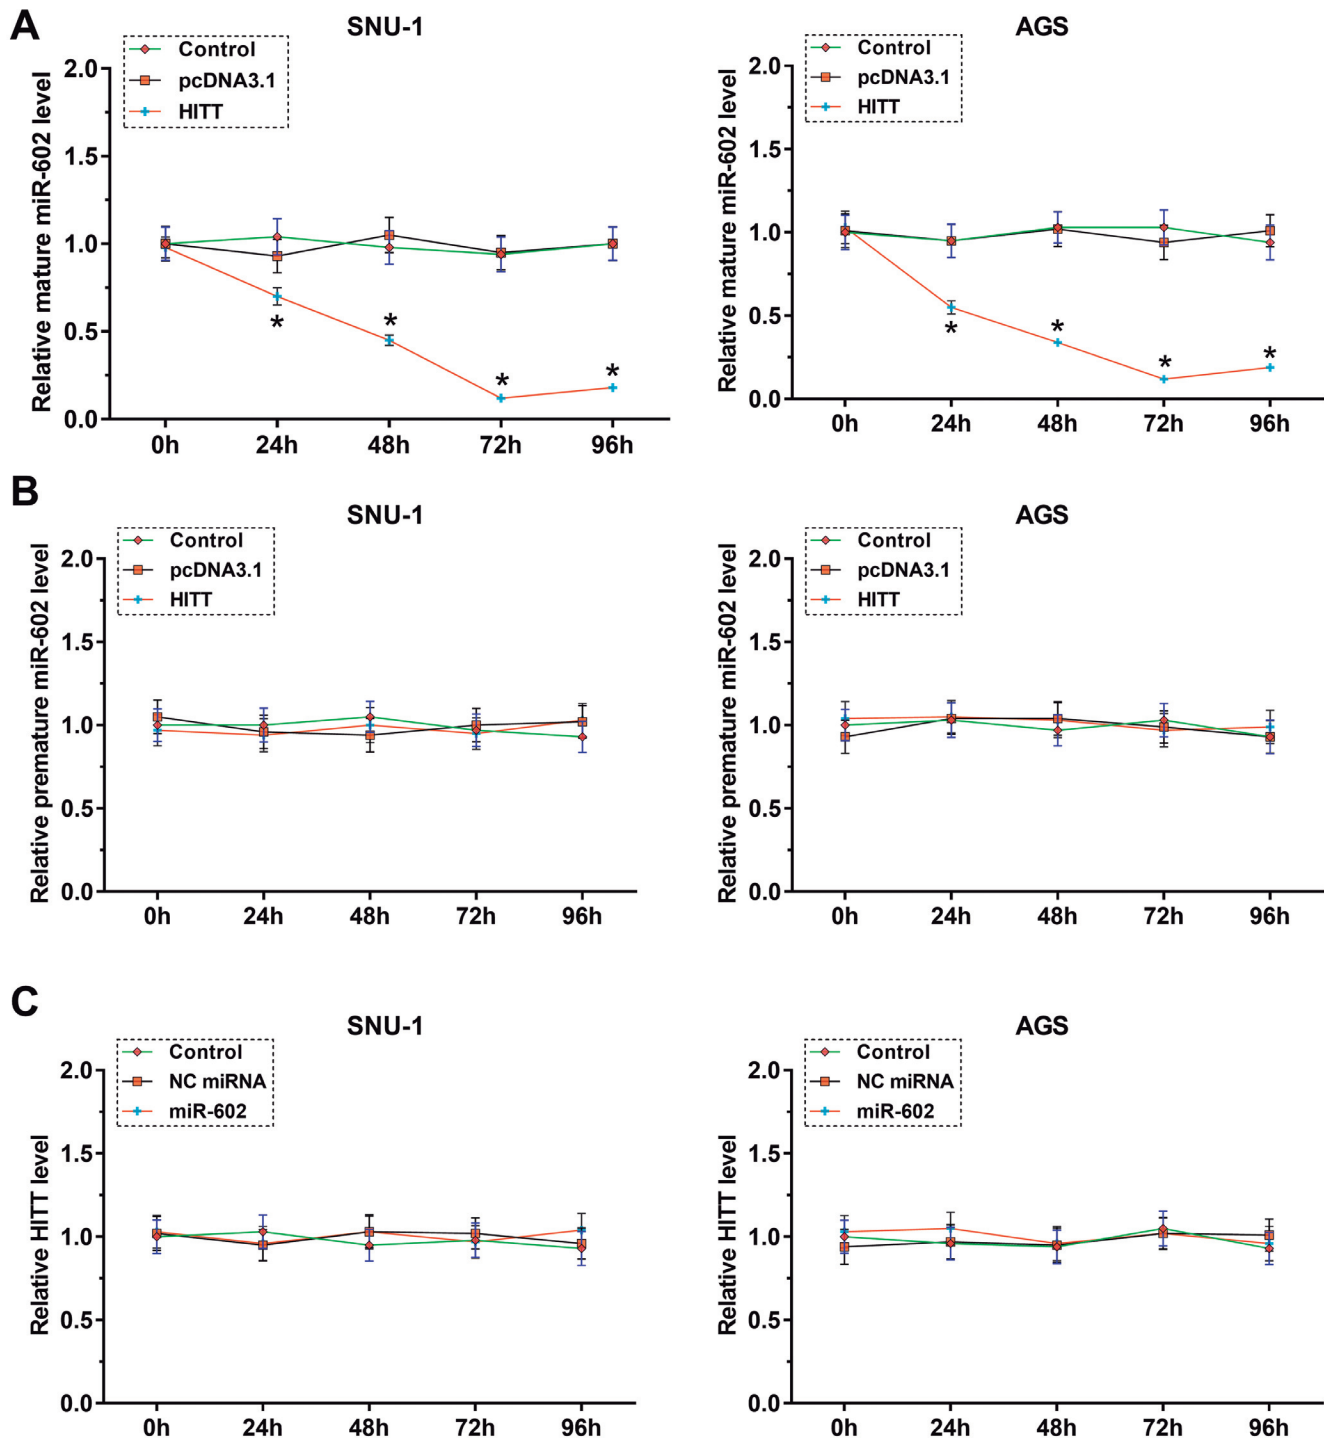 A
SNU-1
Control
pcDNA3.1
HITT
Relative mature miR-602 level
2.0
1.5
1.0
0.5
0.0
*
*
*
*
0h 24h 48h 72h 96h
AGS
Control
pcDNA3.1
HITT
Relative mature miR-602 level
2.0
1.5
1.0
0.5
0.0
*
*
*
*
0h 24h 48h 72h 96h
B
SNU-1
Control
pcDNA3.1
HITT
Relative premature miR-602 level
2.0
1.5
1.0
0.5
0.0
0h 24h 48h 72h 96h
AGS
Control
pcDNA3.1
HITT
Relative premature miR-602 level
2.0
1.5
1.0
0.5
0.0
0h 24h 48h 72h 96h
C
SNU-1
Control
NC miRNA
miR-602
Relative HITT level
2.0
1.5
1.0
0.5
0.0
0h 24h 48h 72h 96h
AGS
Control
NC miRNA
miR-602
Relative HITT level
2.0
1.5
1.0
0.5
0.0
0h 24h 48h 72h 96h